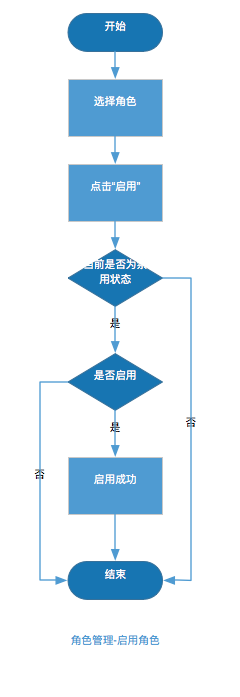 开始
选择角色
点击"启用"
当前是否为禁
用状态
是
是否启用
否
是
否
启用成功
结束
角色管理-启用角色